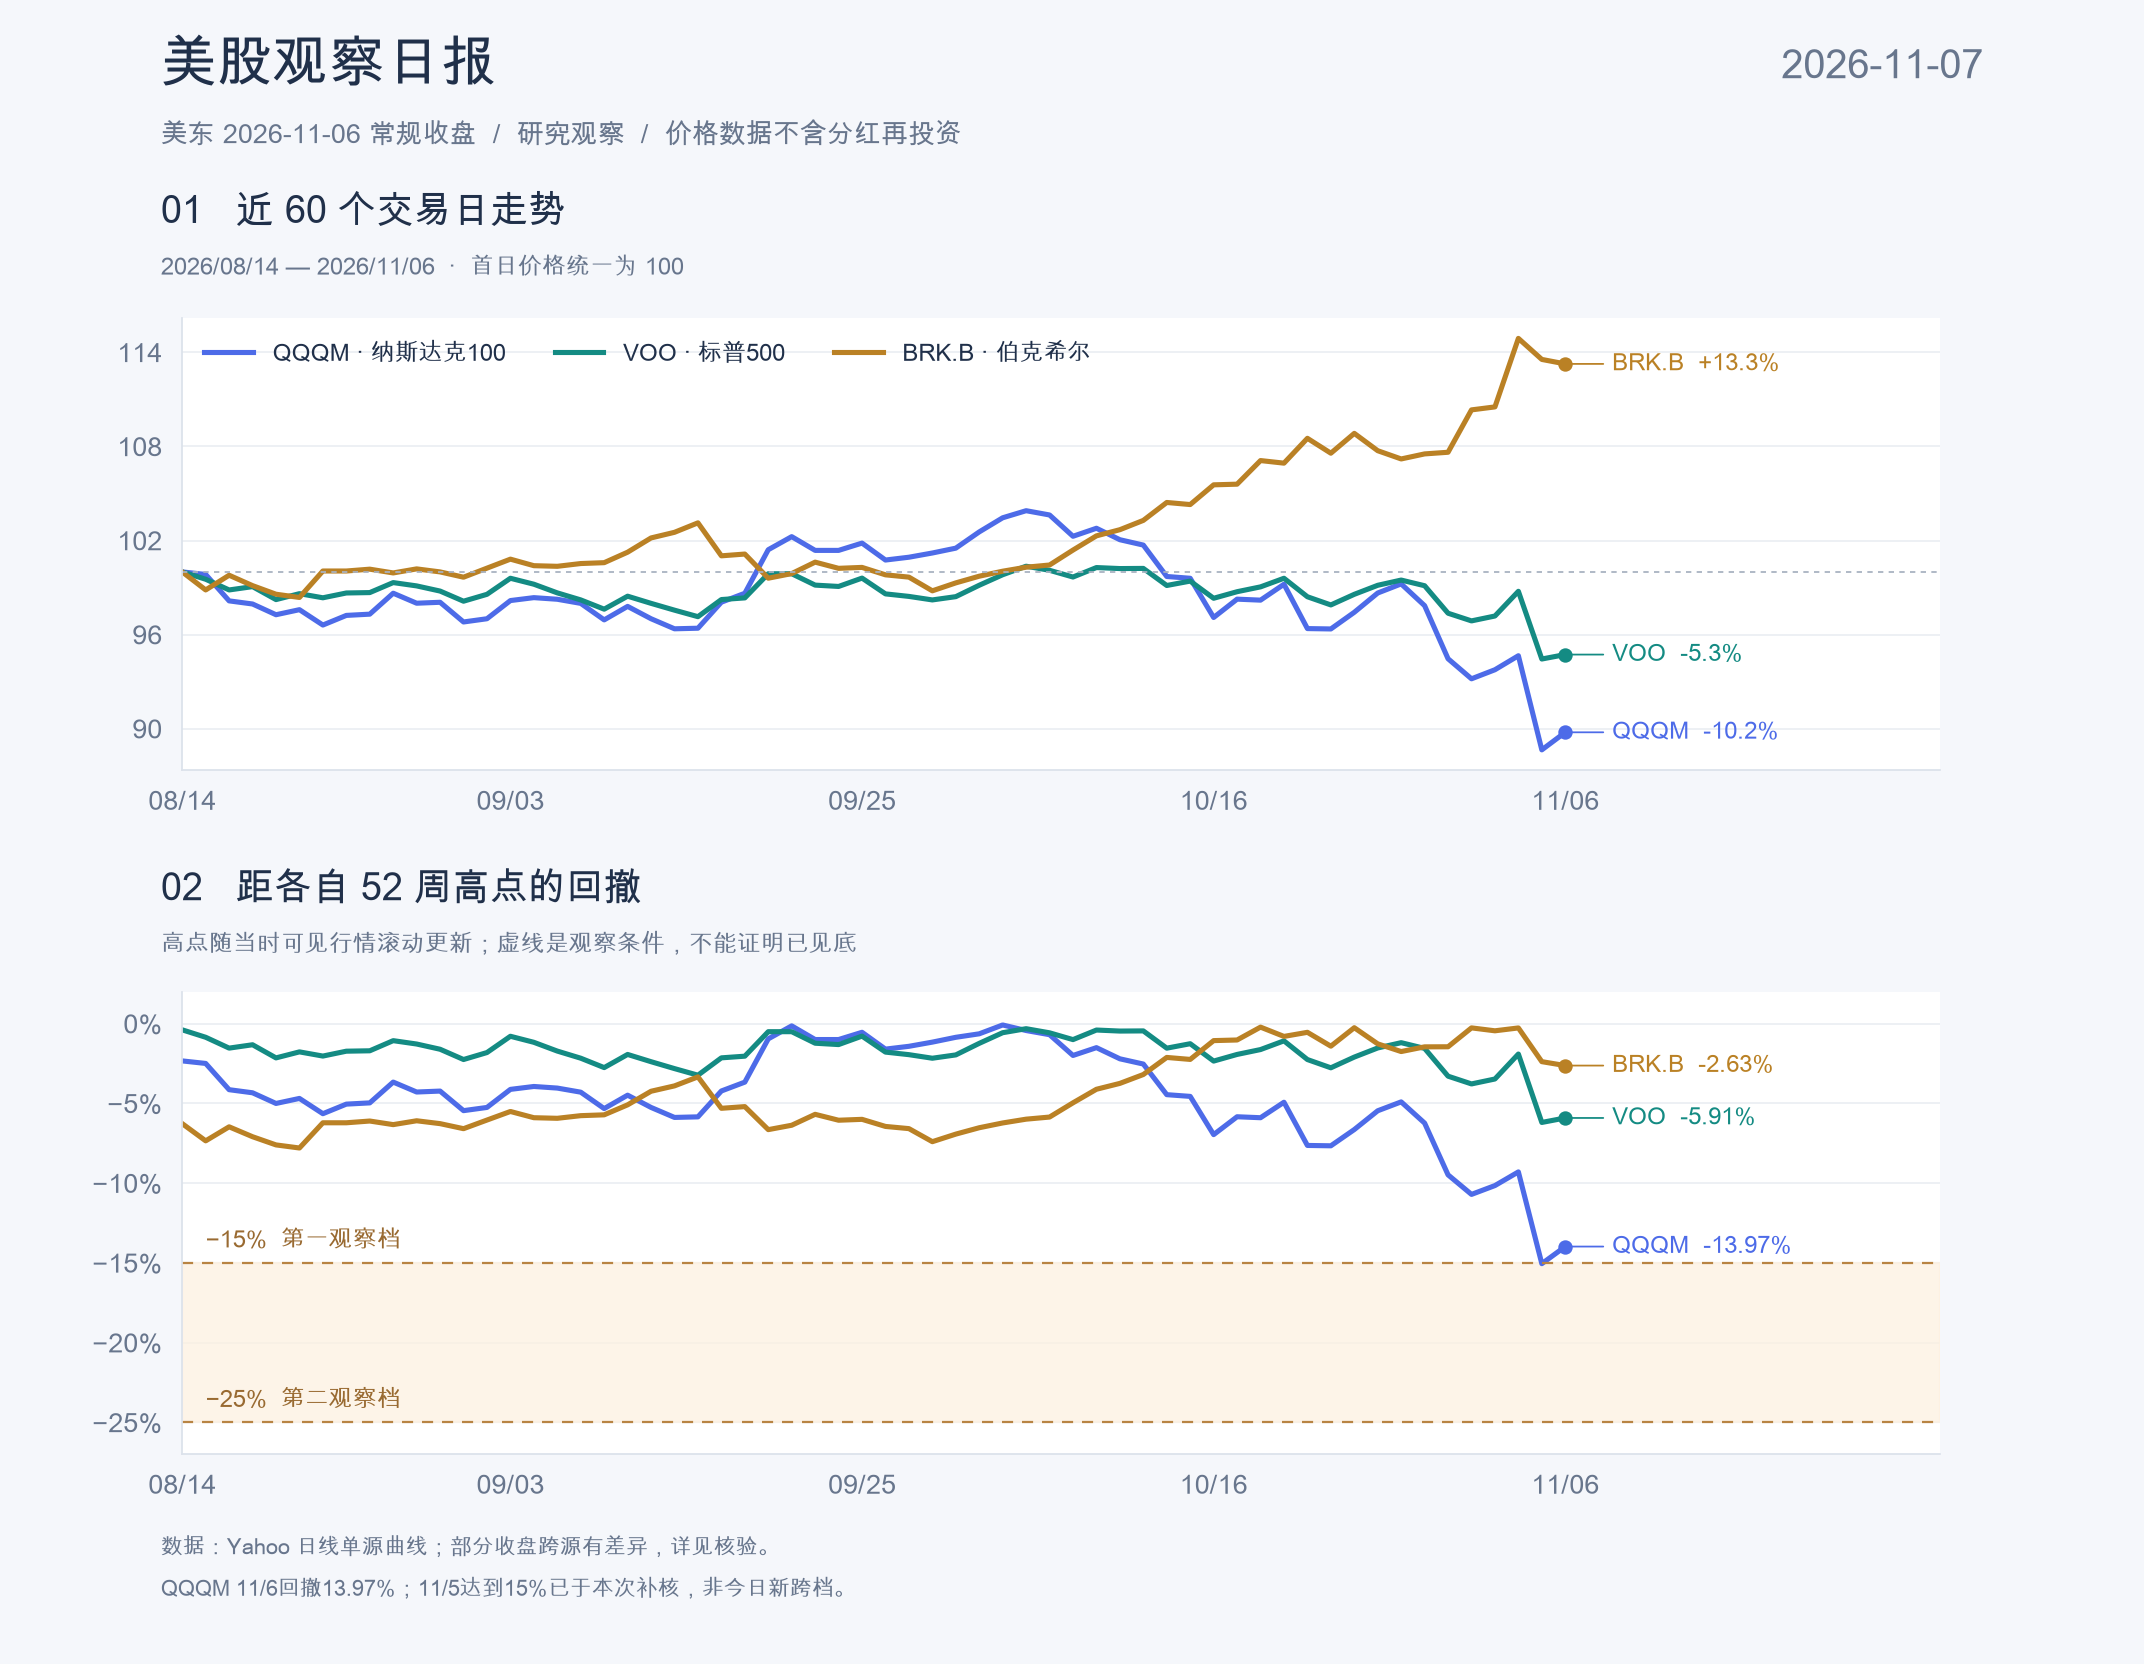 美股观察日报
2026-11-07
美东 2026-11-06 常规收盘 / 研究观察 / 价格数据不含分红再投资
01 近 60 个交易日走势
2026/08/14 — 2026/11/06 · 首日价格统一为 100
QQQM · 纳斯达克100 VOO · 标普500 BRK.B · 伯克希尔
114
108
102
96
90
BRK.B +13.3%
VOO -5.3%
QQQM -10.2%
08/14 09/03 09/25 10/16 11/06
02 距各自 52 周高点的回撤
高点随当时可见行情滚动更新；虚线是观察条件，不能证明已见底
0%
−5%
−10%
−15%
−20%
−25%
BRK.B -2.63%
VOO -5.91%
QQQM -13.97%
−15% 第一观察档
−25% 第二观察档
08/14 09/03 09/25 10/16 11/06
数据：Yahoo 日线单源曲线；部分收盘跨源有差异，详见核验。
QQQM 11/6回撤13.97%；11/5达到15%已于本次补核，非今日新跨档。